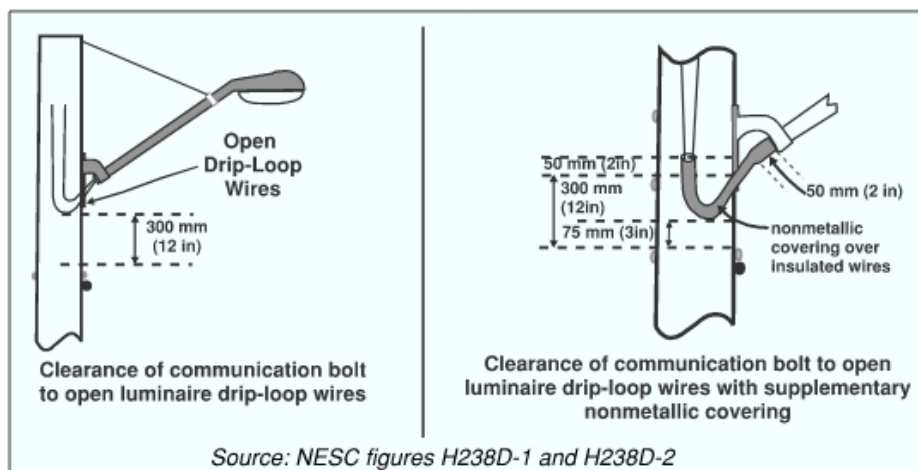 Open
Drip-Loop
Wires
300 mm
(12 in)
Clearance of communication bolt
to open luminaire drip-loop wires
50 mm (2in)
300 mm
(12in)
75 mm (3in)
50 mm (2 in)
nonmetallic
covering over
insulated wires
Clearance of communication bolt to open
luminaire drip-loop wires with supplementary
nonmetallic covering
Source: NESC figures H238D-1 and H238D-2